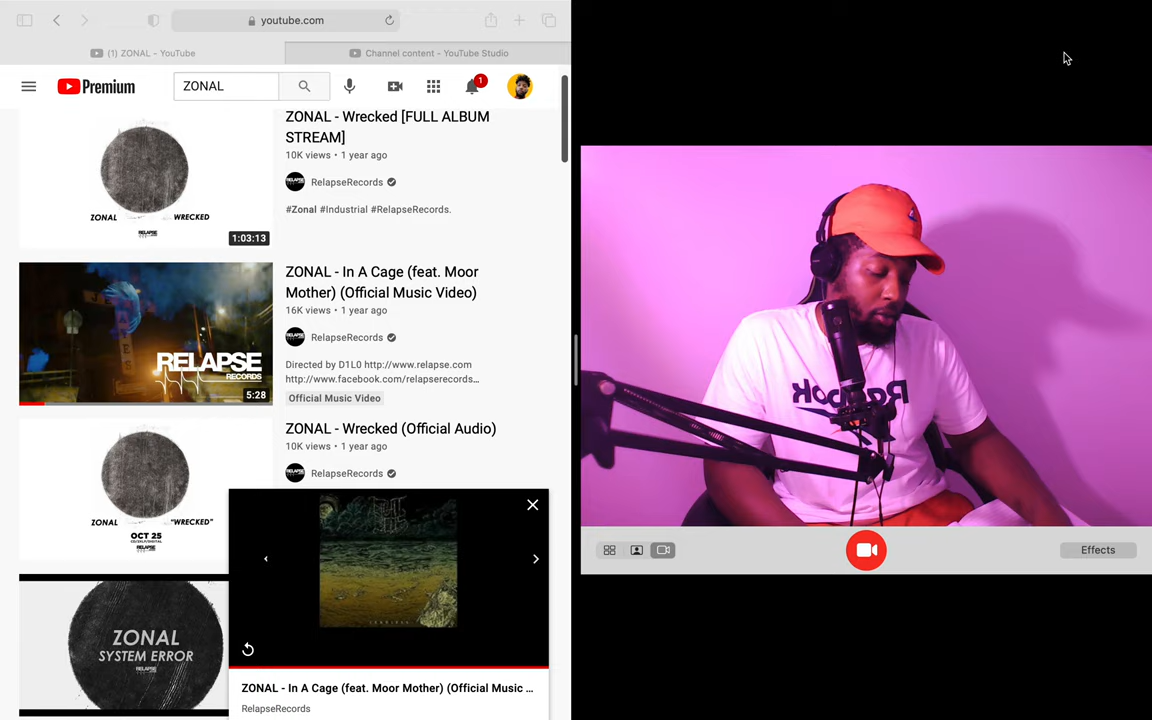 youtube.com
(1) ZONAL - YouTube
Channel content - YouTube Studio
Premium
ZONAL
1
ZONAL - Wrecked [FULL ALBUM
STREAM]
10K views • 1 year ago
RelapseRecords
#Zonal #Industrial #RelapseRecords.
ZONAL WRECKED
RELAPSE
1:03:13
ZONAL - In A Cage (feat. Moor
Mother) (Official Music Video)
16K views • 1 year ago
RelapseRecords
Directed by D1L0 http://www.relapse.com
http://www.facebook.com/relapserecords...
Official Music Video
RELAPSE
RECORDS
5:28
ZONAL - Wrecked (Official Audio)
10K views • 1 year ago
RelapseRecords
ZONAL "WRECKED"
OCT 25
RELAPSE
ZONAL
SYSTEM ERROR
RELAPSE
ZONAL - In A Cage (feat. Moor Mother) (Official Music ...
RelapseRecords
Reebok
Effects